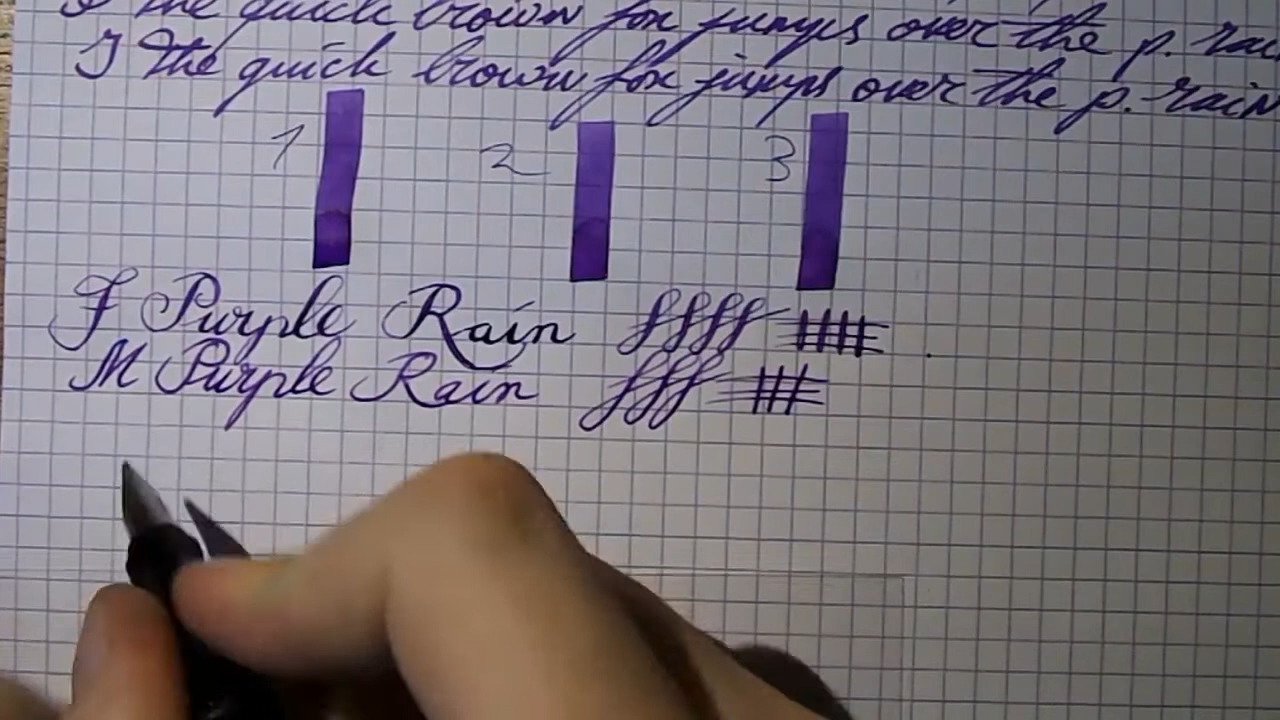 the quick brown fox jumps over the p. rai
J The quick brown fox jumps over the p. rain
1 2 3
F Purple Rain ffff
M Purple Rain fff